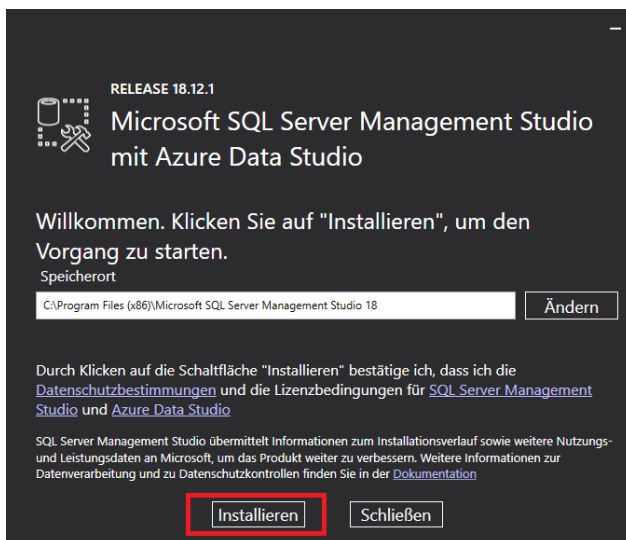 RELEASE 18.12.1
Microsoft SQL Server Management Studio
mit Azure Data Studio
Willkommen. Klicken Sie auf "Installieren", um den
Vorgang zu starten.
Speicherort
C:\Program Files (x86)\Microsoft SQL Server Management Studio 18
Ändern
Durch Klicken auf die Schaltfläche "Installieren" bestätige ich, dass ich die
Datenschutzbestimmungen und die Lizenzbedingungen für SQL Server Management
Studio und Azure Data Studio
SQL Server Management Studio übermittelt Informationen zum Installationsverlauf sowie weitere Nutzungs-
und Leistungsdaten an Microsoft, um das Produkt weiter zu verbessern. Weitere Informationen zur
Datenverarbeitung und zu Datenschutzkontrollen finden Sie in der Dokumentation
Installieren
Schließen